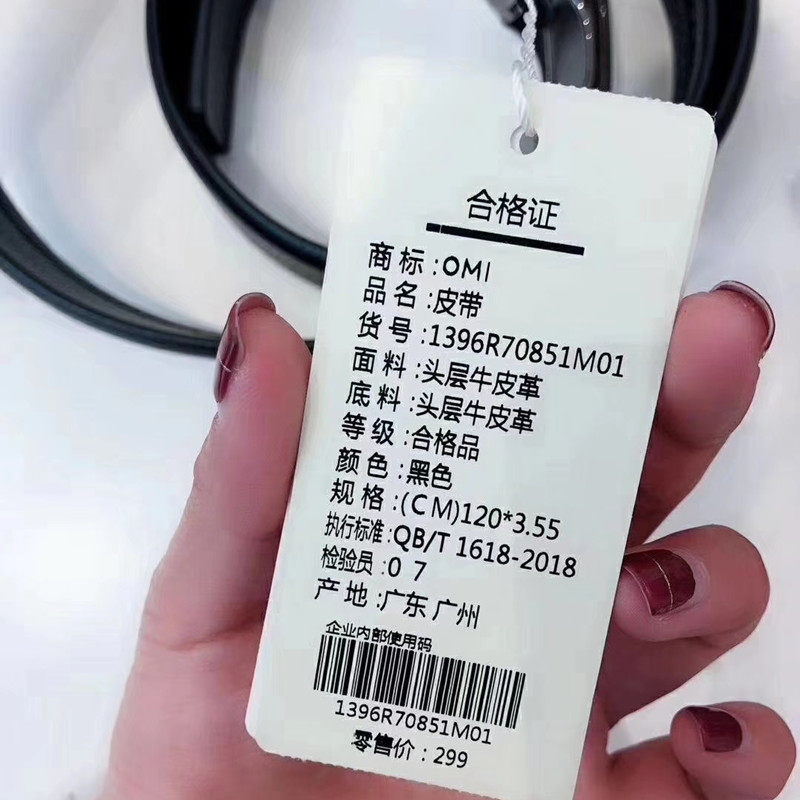 合格证
商标:OMI
品名:皮带
货号:1396R70851M01
面料:头层牛皮革
底料:头层牛皮革
等级:合格品
颜色:黑色
规格:(CM)120*3.55
执行标准:QB/T 1618-2018
检验员:0 7
产地:广东 广州
企业内部使用码
1396R70851M01
零售价:299